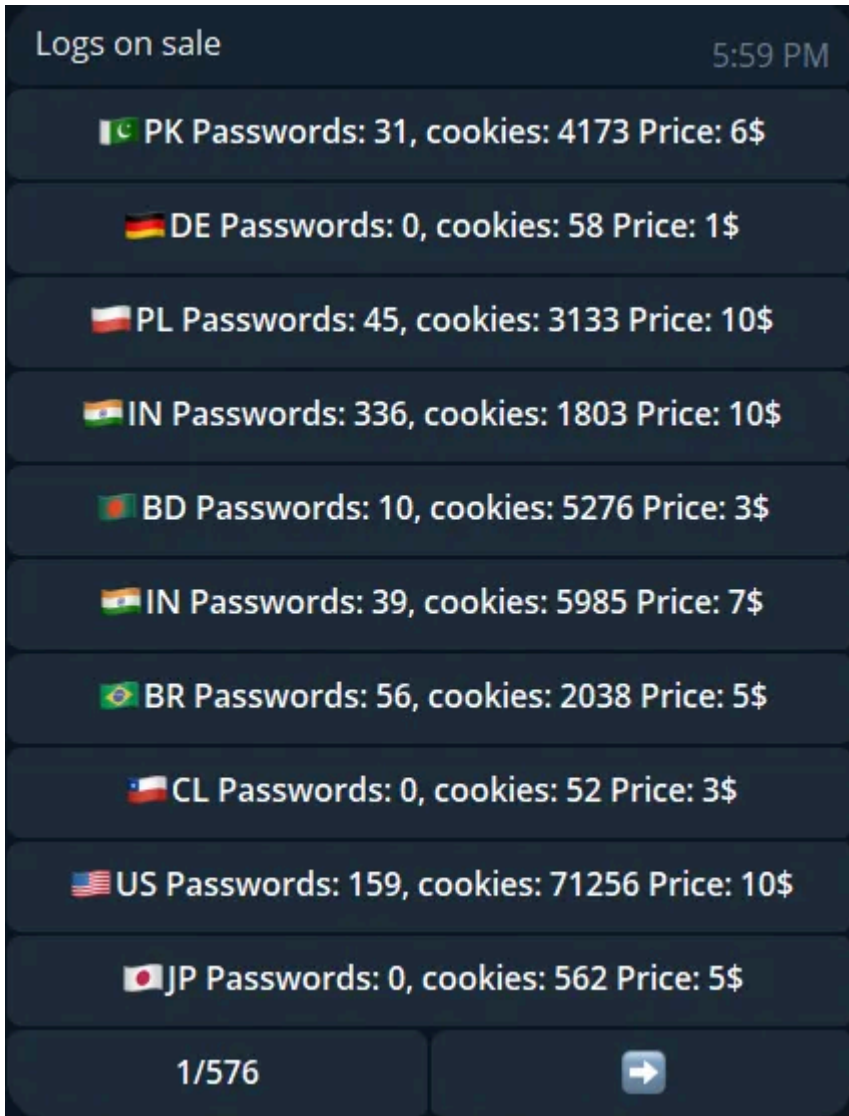 Logs on sale
5:59 PM
🇵🇰 PK Passwords: 31, cookies: 4173 Price: 6$
🇩🇪 DE Passwords: 0, cookies: 58 Price: 1$
🇵🇱 PL Passwords: 45, cookies: 3133 Price: 10$
🇮🇳 IN Passwords: 336, cookies: 1803 Price: 10$
🇧🇩 BD Passwords: 10, cookies: 5276 Price: 3$
🇮🇳 IN Passwords: 39, cookies: 5985 Price: 7$
🇧🇷 BR Passwords: 56, cookies: 2038 Price: 5$
🇨🇱 CL Passwords: 0, cookies: 52 Price: 3$
🇺🇸 US Passwords: 159, cookies: 71256 Price: 10$
🇯🇵 JP Passwords: 0, cookies: 562 Price: 5$
1/576 ➡️